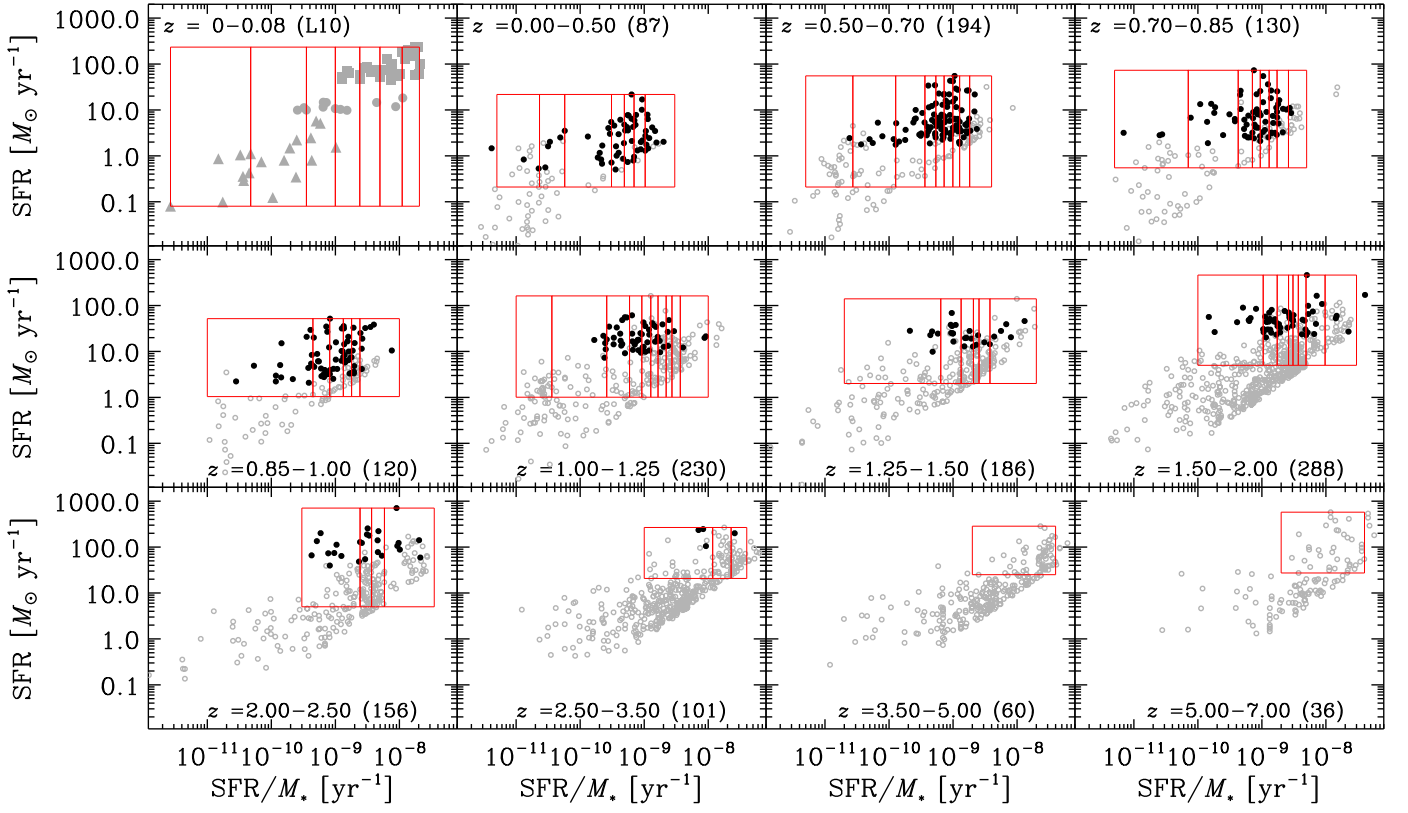 z = 0−0.08 (L10)
z =0.00−0.50 (87)
z =0.50−0.70 (194)
z =0.70−0.85 (130)
SFR [M⊙ yr⁻¹]
1000.0
100.0
10.0
1.0
0.1
SFR [M⊙ yr⁻¹]
1000.0
100.0
10.0
1.0
0.1
z =0.85−1.00 (120)
z =1.00−1.25 (230)
z =1.25−1.50 (186)
z =1.50−2.00 (288)
SFR [M⊙ yr⁻¹]
1000.0
100.0
10.0
1.0
0.1
z =2.00−2.50 (156)
z =2.50−3.50 (101)
z =3.50−5.00 (60)
z =5.00−7.00 (36)
10⁻¹¹ 10⁻¹⁰ 10⁻⁹ 10⁻⁸
10⁻¹¹ 10⁻¹⁰ 10⁻⁹ 10⁻⁸
10⁻¹¹ 10⁻¹⁰ 10⁻⁹ 10⁻⁸
10⁻¹¹ 10⁻¹⁰ 10⁻⁹ 10⁻⁸
SFR/M* [yr⁻¹]
SFR/M* [yr⁻¹]
SFR/M* [yr⁻¹]
SFR/M* [yr⁻¹]